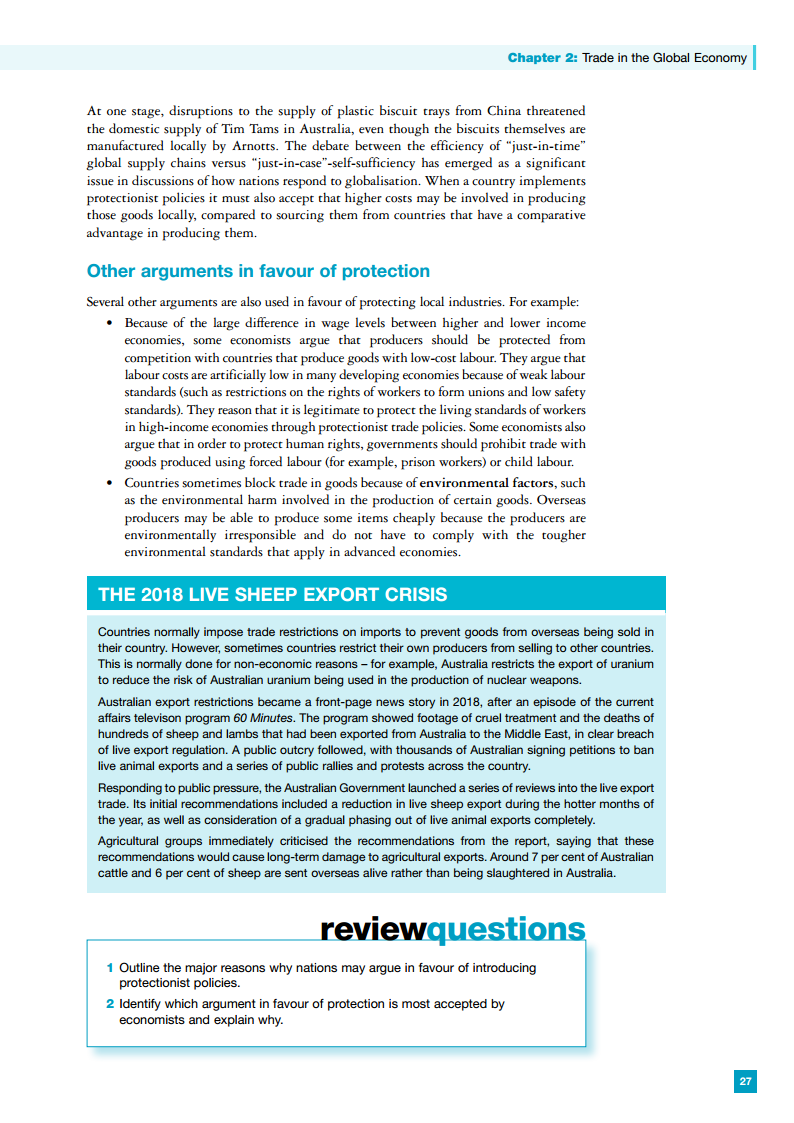 Chapter 2: Trade in the Global Economy
At one stage, disruptions to the supply of plastic biscuit trays from China threatened
the domestic supply of Tim Tams in Australia, even though the biscuits themselves are
manufactured locally by Arnotts. The debate between the efficiency of “just-in-time”
global supply chains versus “just-in-case”-self-sufficiency has emerged as a significant
issue in discussions of how nations respond to globalisation. When a country implements
protectionist policies it must also accept that higher costs may be involved in producing
those goods locally, compared to sourcing them from countries that have a comparative
advantage in producing them.
Other arguments in favour of protection
Several other arguments are also used in favour of protecting local industries. For example:
• Because of the large difference in wage levels between higher and lower income
economies, some economists argue that producers should be protected from
competition with countries that produce goods with low-cost labour. They argue that
labour costs are artificially low in many developing economies because of weak labour
standards (such as restrictions on the rights of workers to form unions and low safety
standards). They reason that it is legitimate to protect the living standards of workers
in high-income economies through protectionist trade policies. Some economists also
argue that in order to protect human rights, governments should prohibit trade with
goods produced using forced labour (for example, prison workers) or child labour.
• Countries sometimes block trade in goods because of environmental factors, such
as the environmental harm involved in the production of certain goods. Overseas
producers may be able to produce some items cheaply because the producers are
environmentally irresponsible and do not have to comply with the tougher
environmental standards that apply in advanced economies.
THE 2018 LIVE SHEEP EXPORT CRISIS
Countries normally impose trade restrictions on imports to prevent goods from overseas being sold in
their country. However, sometimes countries restrict their own producers from selling to other countries.
This is normally done for non-economic reasons – for example, Australia restricts the export of uranium
to reduce the risk of Australian uranium being used in the production of nuclear weapons.
Australian export restrictions became a front-page news story in 2018, after an episode of the current
affairs televison program 60 Minutes. The program showed footage of cruel treatment and the deaths of
hundreds of sheep and lambs that had been exported from Australia to the Middle East, in clear breach
of live export regulation. A public outcry followed, with thousands of Australian signing petitions to ban
live animal exports and a series of public rallies and protests across the country.
Responding to public pressure, the Australian Government launched a series of reviews into the live export
trade. Its initial recommendations included a reduction in live sheep export during the hotter months of
the year, as well as consideration of a gradual phasing out of live animal exports completely.
Agricultural groups immediately criticised the recommendations from the report, saying that these
recommendations would cause long-term damage to agricultural exports. Around 7 per cent of Australian
cattle and 6 per cent of sheep are sent overseas alive rather than being slaughtered in Australia.
reviewquestions
1 Outline the major reasons why nations may argue in favour of introducing
protectionist policies.
2 Identify which argument in favour of protection is most accepted by
economists and explain why.
27